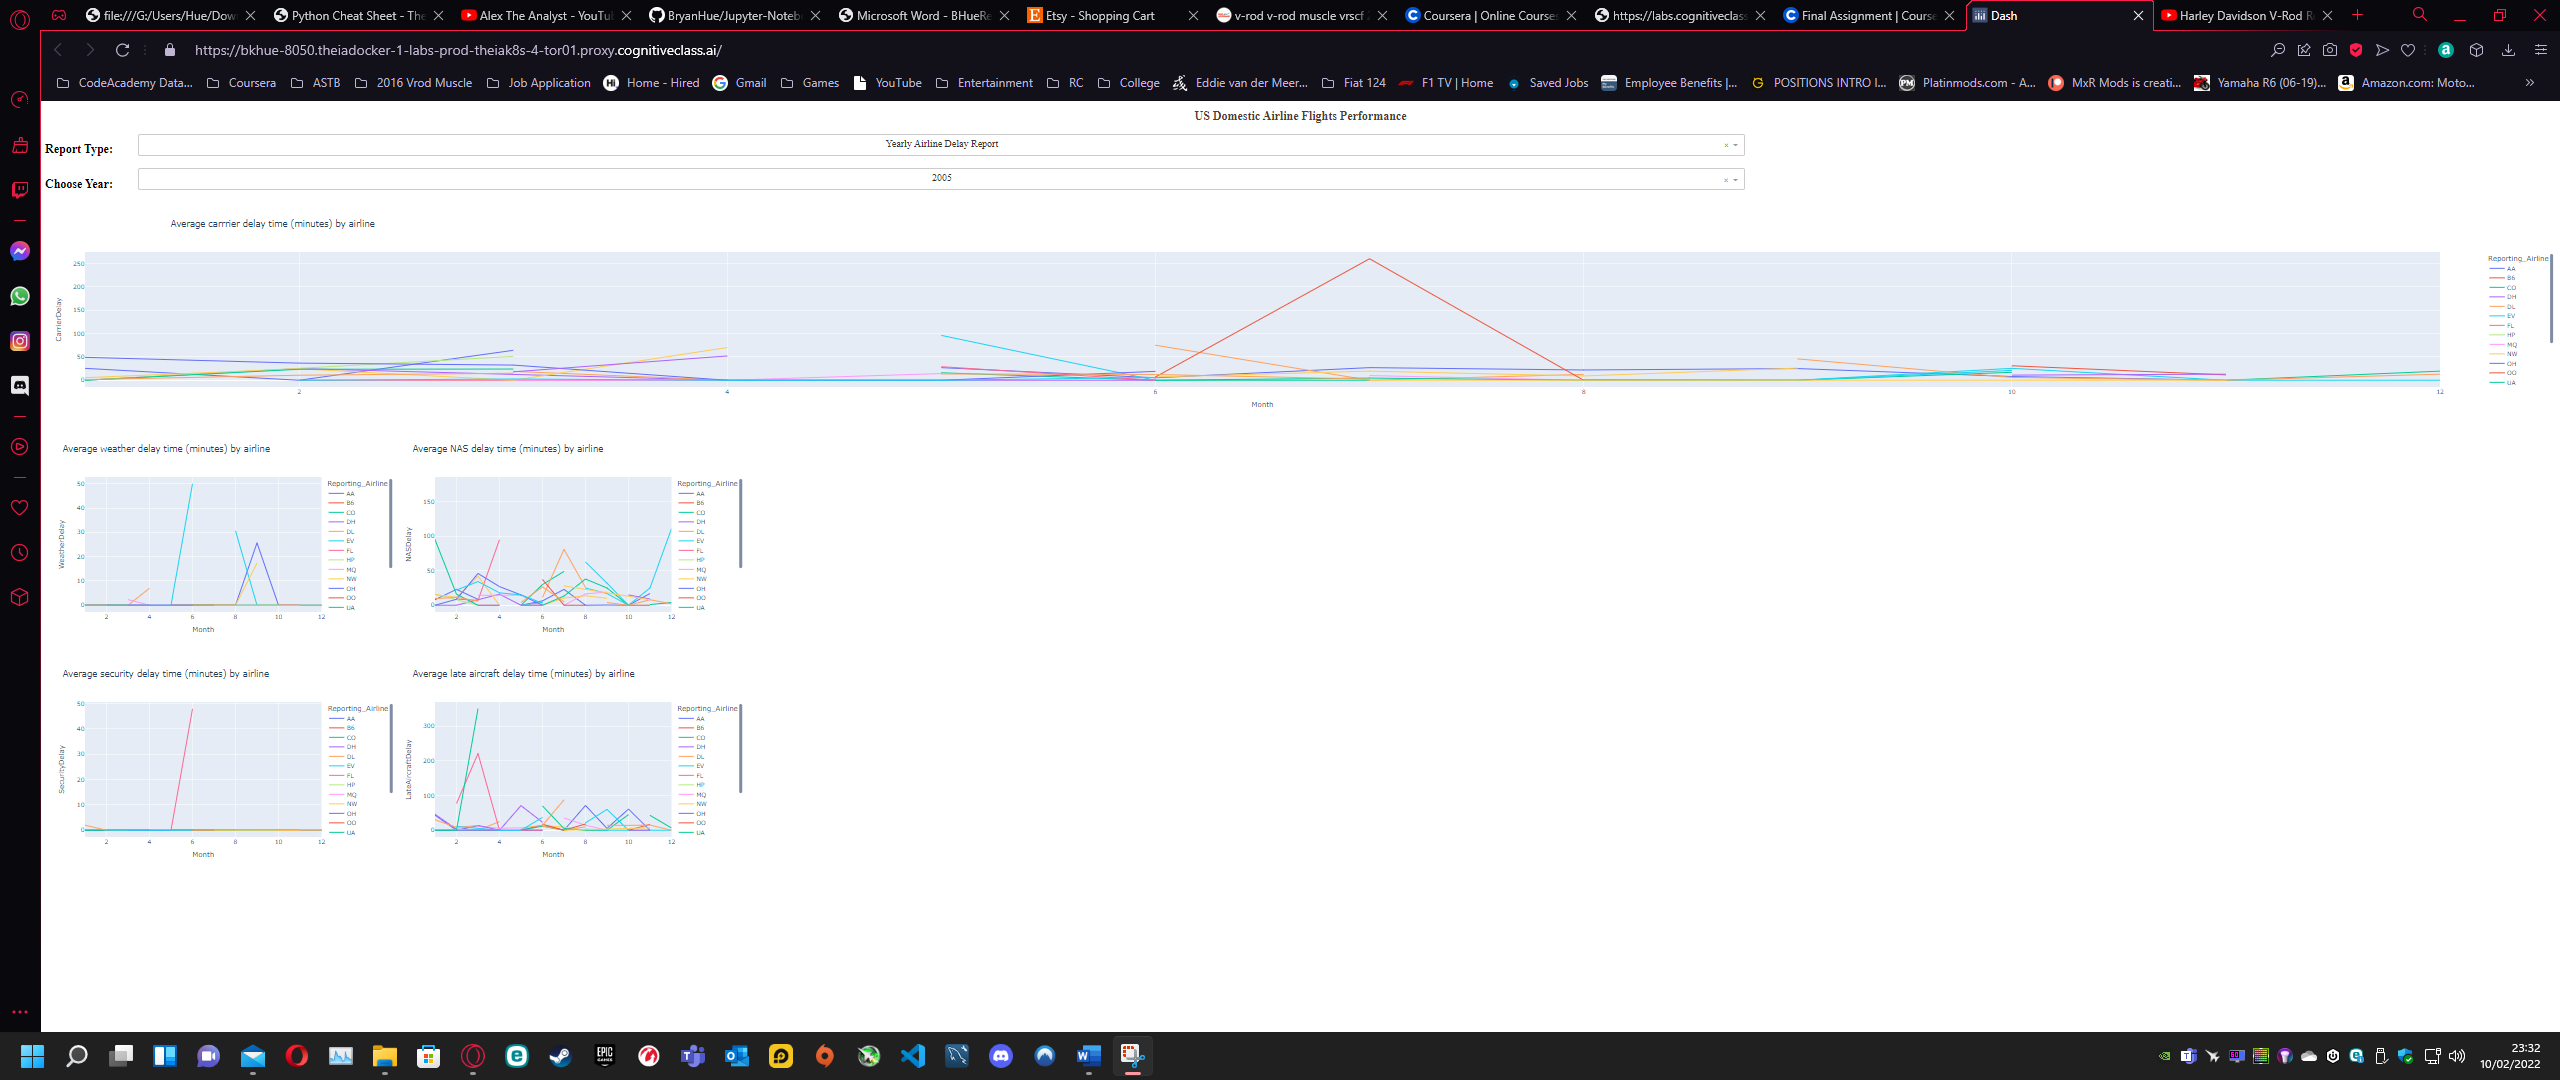 file:///G:/Users/Hue/Dow
Python Cheat Sheet - The
Alex The Analyst - YouTu
BryanHue/Jupyter-Noteb
Microsoft Word - BHueRe
Etsy - Shopping Cart
v-rod v-rod muscle vrscf
Coursera | Online Courses
https://labs.cognitiveclas
Final Assignment | Course
Dash
Harley Davidson V-Rod R
https://bkhue-8050.theiadocker-1-labs-prod-theiak8s-4-tor01.proxy.cognitiveclass.ai/
CodeAcademy Data...
Coursera
ASTB
2016 Vrod Muscle
Job Application
Home - Hired
Gmail
Games
YouTube
Entertainment
RC
College
Eddie van der Meer...
Fiat 124
F1 TV | Home
Saved Jobs
Employee Benefits |...
POSITIONS INTRO I...
Platinmods.com - A...
MxR Mods is creati...
Yamaha R6 (06-19)...
Amazon.com: Moto...
US Domestic Airline Flights Performance
Report Type:
Yearly Airline Delay Report
Choose Year:
2005
Average carrrier delay time (minutes) by airline
CarrierDelay
250
200
150
100
50
0
2
4
6
8
10
12
Month
Reporting_Airline
AA
B6
CO
DH
DL
EV
FL
HP
MQ
NW
OH
OO
UA
Average weather delay time (minutes) by airline
WeatherDelay
50
40
30
20
10
0
2
4
6
8
10
12
Month
Reporting_Airline
AA
B6
CO
DH
DL
EV
FL
HP
MQ
NW
OH
OO
UA
Average NAS delay time (minutes) by airline
NASDelay
150
100
50
0
2
4
6
8
10
12
Month
Reporting_Airline
AA
B6
CO
DH
DL
EV
FL
HP
MQ
NW
OH
OO
UA
Average security delay time (minutes) by airline
SecurityDelay
50
40
30
20
10
0
2
4
6
8
10
12
Month
Reporting_Airline
AA
B6
CO
DH
DL
EV
FL
HP
MQ
NW
OH
OO
UA
Average late aircraft delay time (minutes) by airline
LateAircraftDelay
300
200
100
0
2
4
6
8
10
12
Month
Reporting_Airline
AA
B6
CO
DH
DL
EV
FL
HP
MQ
NW
OH
OO
UA
23:32
10/02/2022